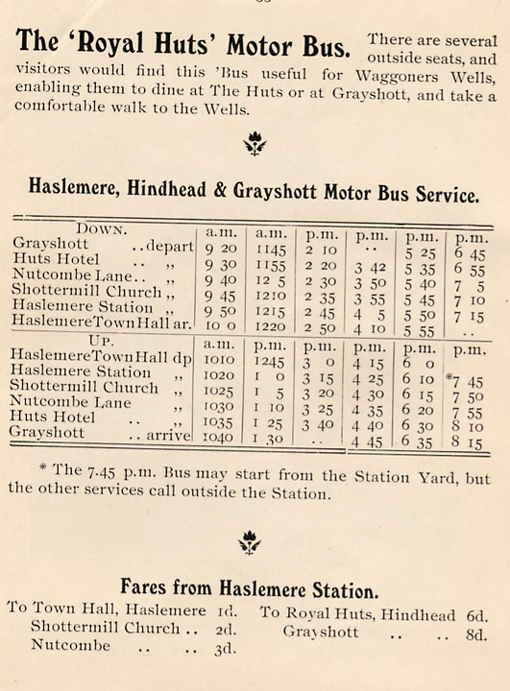 The ‘Royal Huts’ Motor Bus. There are several
outside seats, and
visitors would find this ’Bus useful for Waggoners Wells,
enabling them to dine at The Huts or at Grayshott, and take a
comfortable walk to the Wells.
Haslemere, Hindhead & Grayshott Motor Bus Service.
DOWN. a.m. a.m. p.m. p.m. p.m. p.m.
Grayshott ..depart 9 20 1145 2 10 .. 5 25 6 45
Huts Hotel .. „ 9 30 1155 2 20 3 42 5 35 6 55
Nutcombe Lane.. „ 9 40 12 5 2 30 3 50 5 40 7 5
Shottermill Church „ 9 45 1210 2 35 3 55 5 45 7 10
Haslemere Station „ 9 50 1215 2 45 4 5 5 50 7 15
HaslemereTownHall ar. 10 0 1220 2 50 4 10 5 55 ..
UP. a.m. p.m. p.m. p.m. p.m. p.m.
HaslemereTownHall dp 1010 1245 3 0 4 15 6 0
Haslemere Station „ 1020 1 0 3 15 4 25 6 10 *7 45
Shottermill Church „ 1025 1 5 3 20 4 30 6 15 7 50
Nutcombe Lane „ 1030 1 10 3 25 4 35 6 20 7 55
Huts Hotel .. „ 1035 1 25 3 40 4 40 6 30 8 10
Grayshott .. arrive 1040 1 30 .. 4 45 6 35 8 15
* The 7.45 p.m. Bus may start from the Station Yard, but
the other services call outside the Station.
Fares from Haslemere Station.
To Town Hall, Haslemere 1d. To Royal Huts, Hindhead 6d.
Shottermill Church .. 2d. Grayshott .. .. 8d.
Nutcombe .. .. 3d.